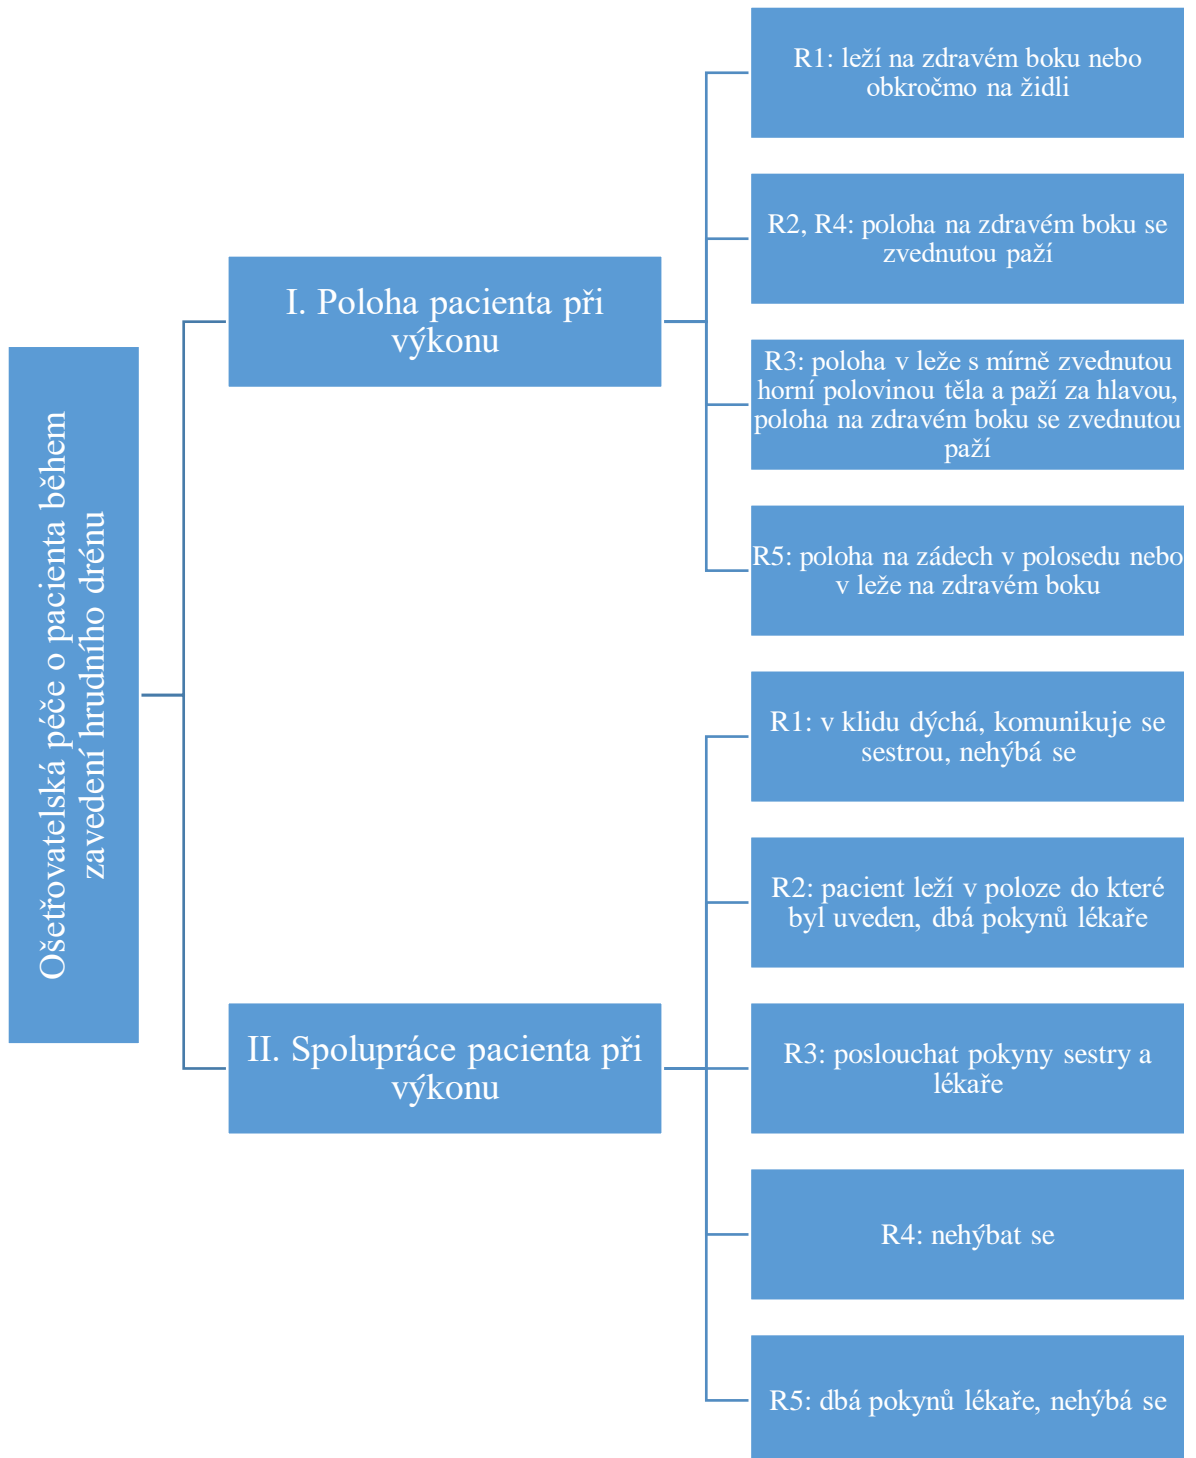 Ošetřovatelská péče o pacienta během
zavedení hrudního drénu
I. Poloha pacienta při
výkonu
R1: leží na zdravém boku nebo
obkročmo na židli
R2, R4: poloha na zdravém boku se
zvednutou paží
R3: poloha v leže s mírně zvednutou
horní polovinou těla a paží za hlavou,
poloha na zdravém boku se zvednutou
paží
R5: poloha na zádech v polosedu nebo
v leže na zdravém boku
II. Spolupráce pacienta při
výkonu
R1: v klidu dýchá, komunikuje se
sestrou, nehýbá se
R2: pacient leží v poloze do které
byl uveden, dbá pokynů lékaře
R3: poslouchat pokyny sestry a
lékaře
R4: nehýbat se
R5: dbá pokynů lékaře, nehýbá se